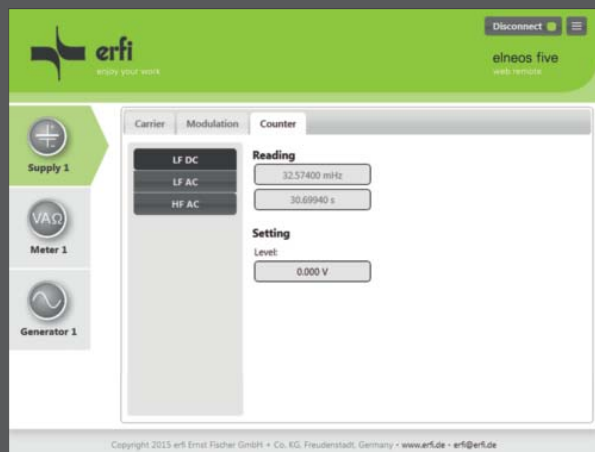 erfi
enjoy your work
Disconnect
elneos five
web remote
Supply 1
VAΩ
Meter 1
Generator 1
Carrier
Modulation
Counter
LF DC
LF AC
HF AC
Reading
32.57400 mHz
30.69940 s
Setting
Level:
0.000 V
Copyright 2015 erfi Ernst Fischer GmbH + Co. KG, Freudenstadt, Germany • www.erfi.de • erfi@erfi.de